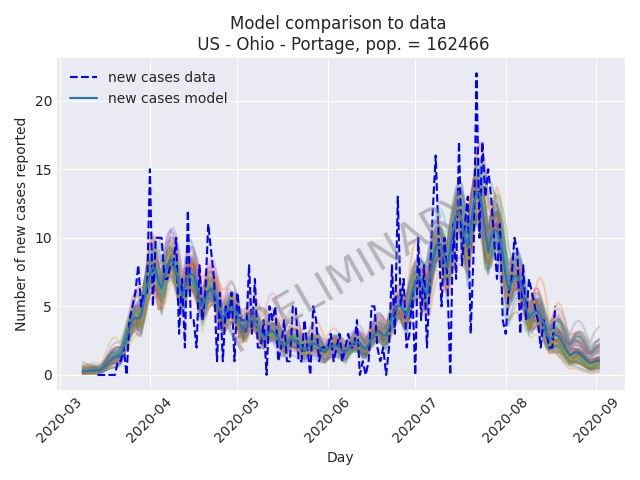 Model comparison to data
US - Ohio - Portage, pop. = 162466
new cases data
new cases model
PRELIMINARY
Number of new cases reported
20
15
10
5
0
2020-03
2020-04
2020-05
2020-06
2020-07
2020-08
2020-09
Day